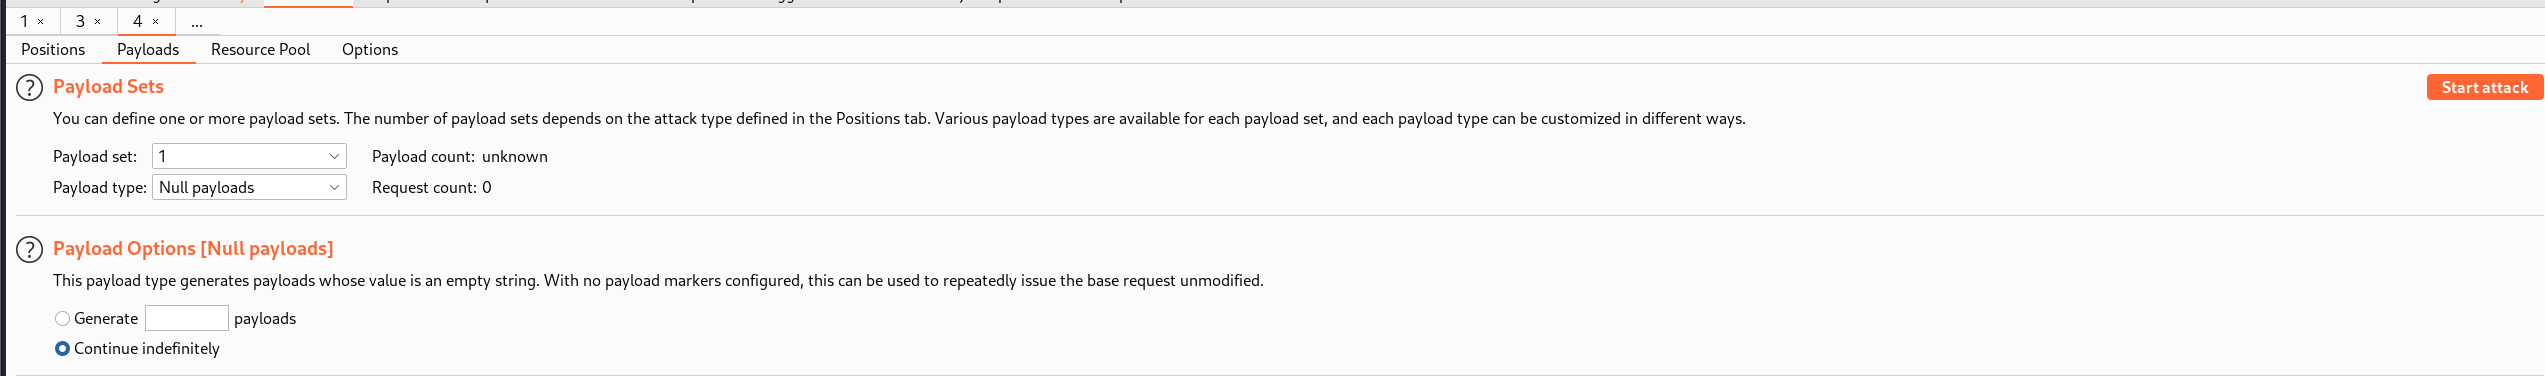 1 × 3 × 4 × ...
Positions Payloads Resource Pool Options
? Payload Sets Start attack
You can define one or more payload sets. The number of payload sets depends on the attack type defined in the Positions tab. Various payload types are available for each payload set, and each payload type can be customized in different ways.
Payload set: 1 Payload count: unknown
Payload type: Null payloads Request count: 0
? Payload Options [Null payloads]
This payload type generates payloads whose value is an empty string. With no payload markers configured, this can be used to repeatedly issue the base request unmodified.
Generate payloads
Continue indefinitely